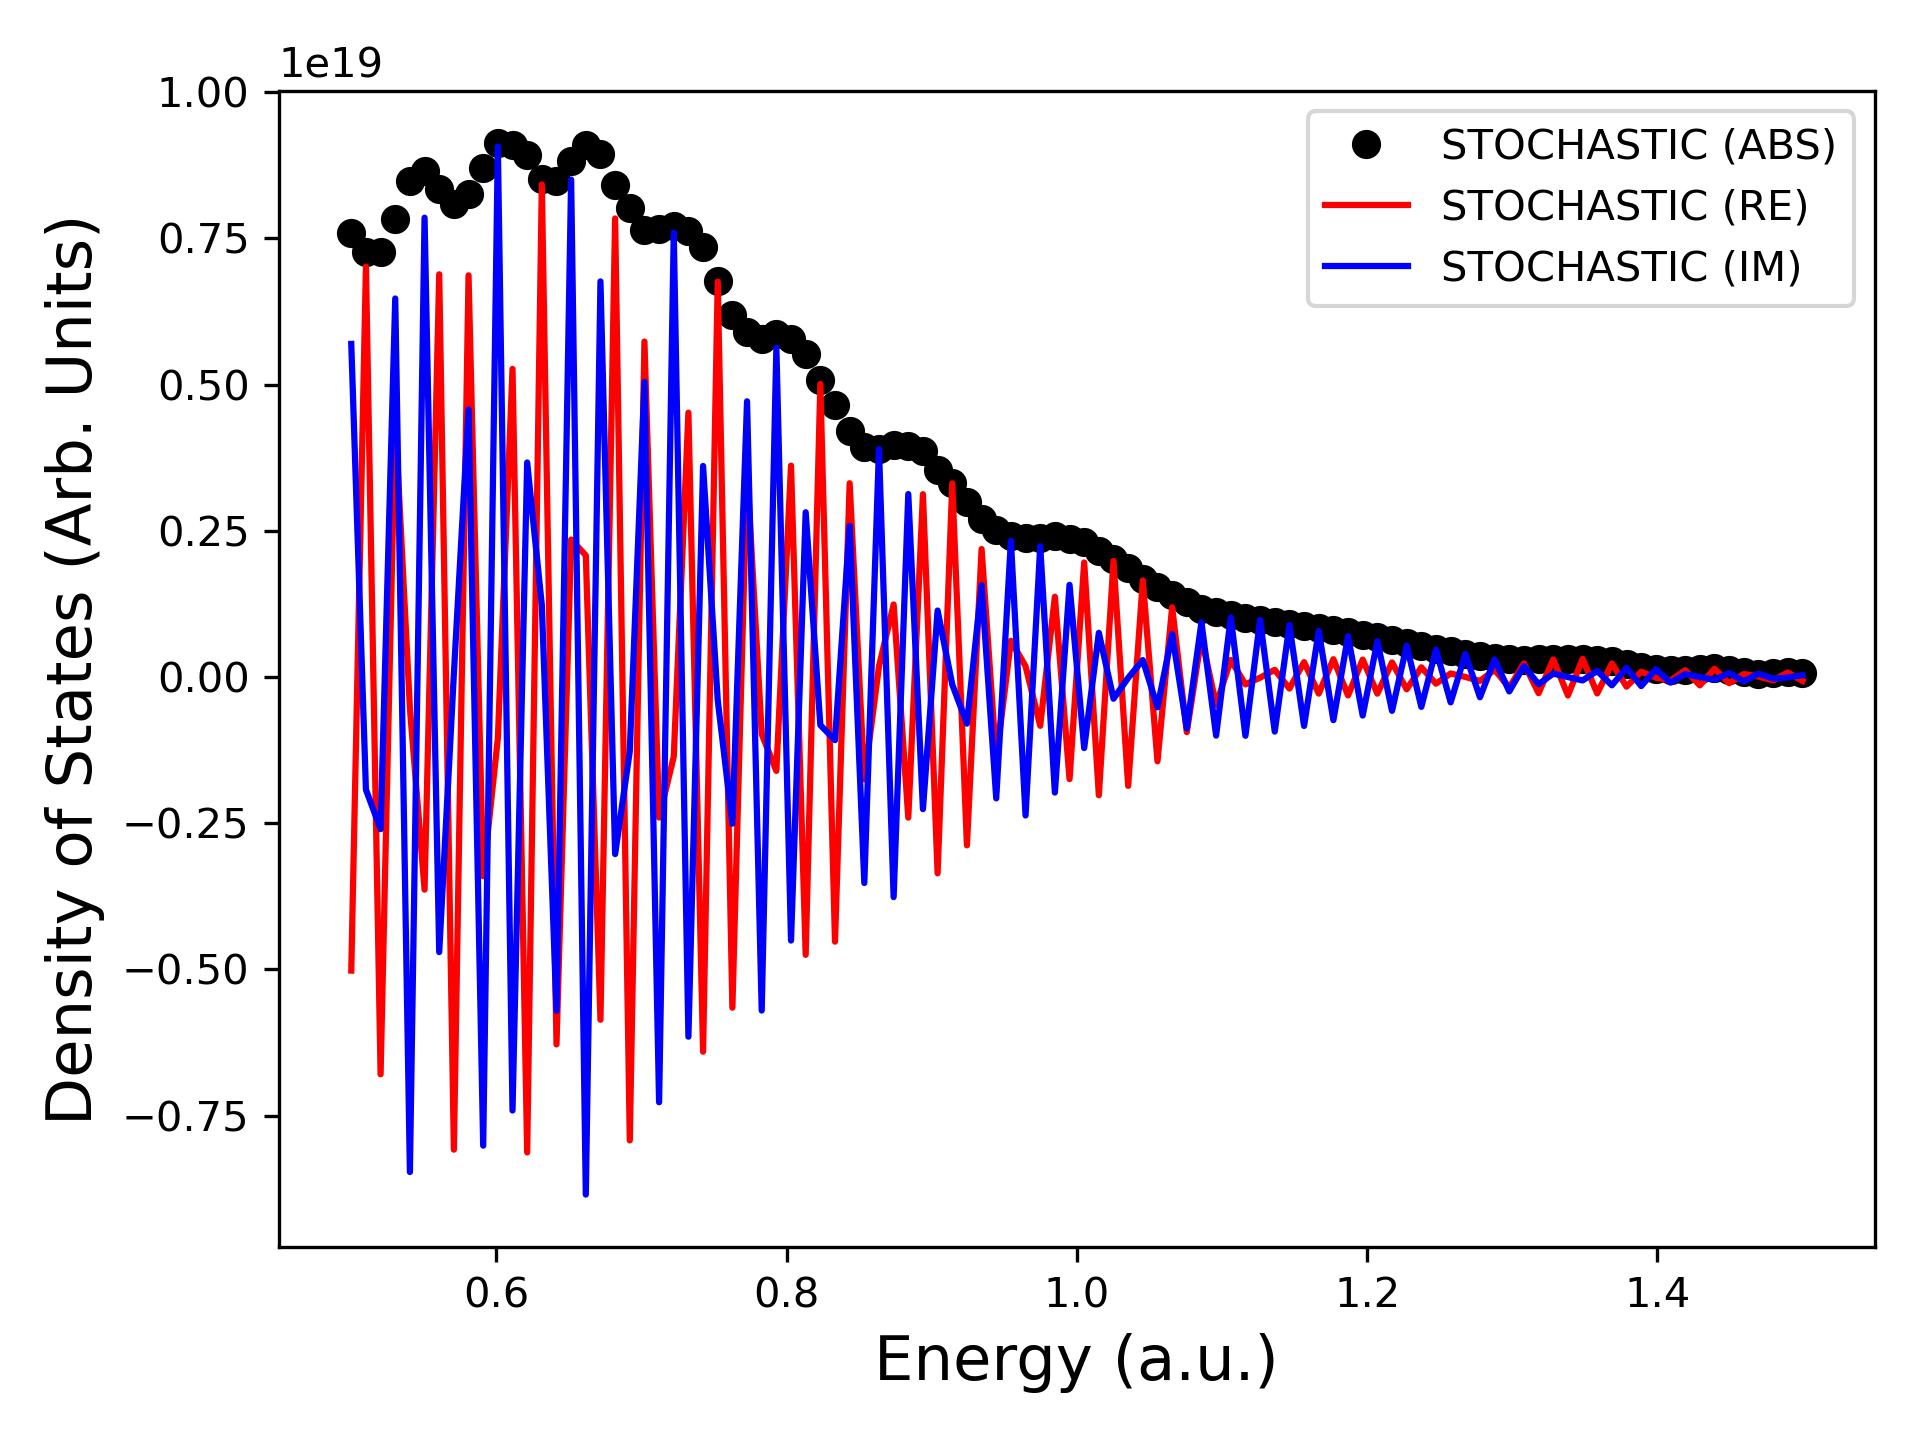 1e19
1.00
0.75
0.50
0.25
0.00
−0.25
−0.50
−0.75
Density of States (Arb. Units)
STOCHASTIC (ABS)
STOCHASTIC (RE)
STOCHASTIC (IM)
0.6 0.8 1.0 1.2 1.4
Energy (a.u.)